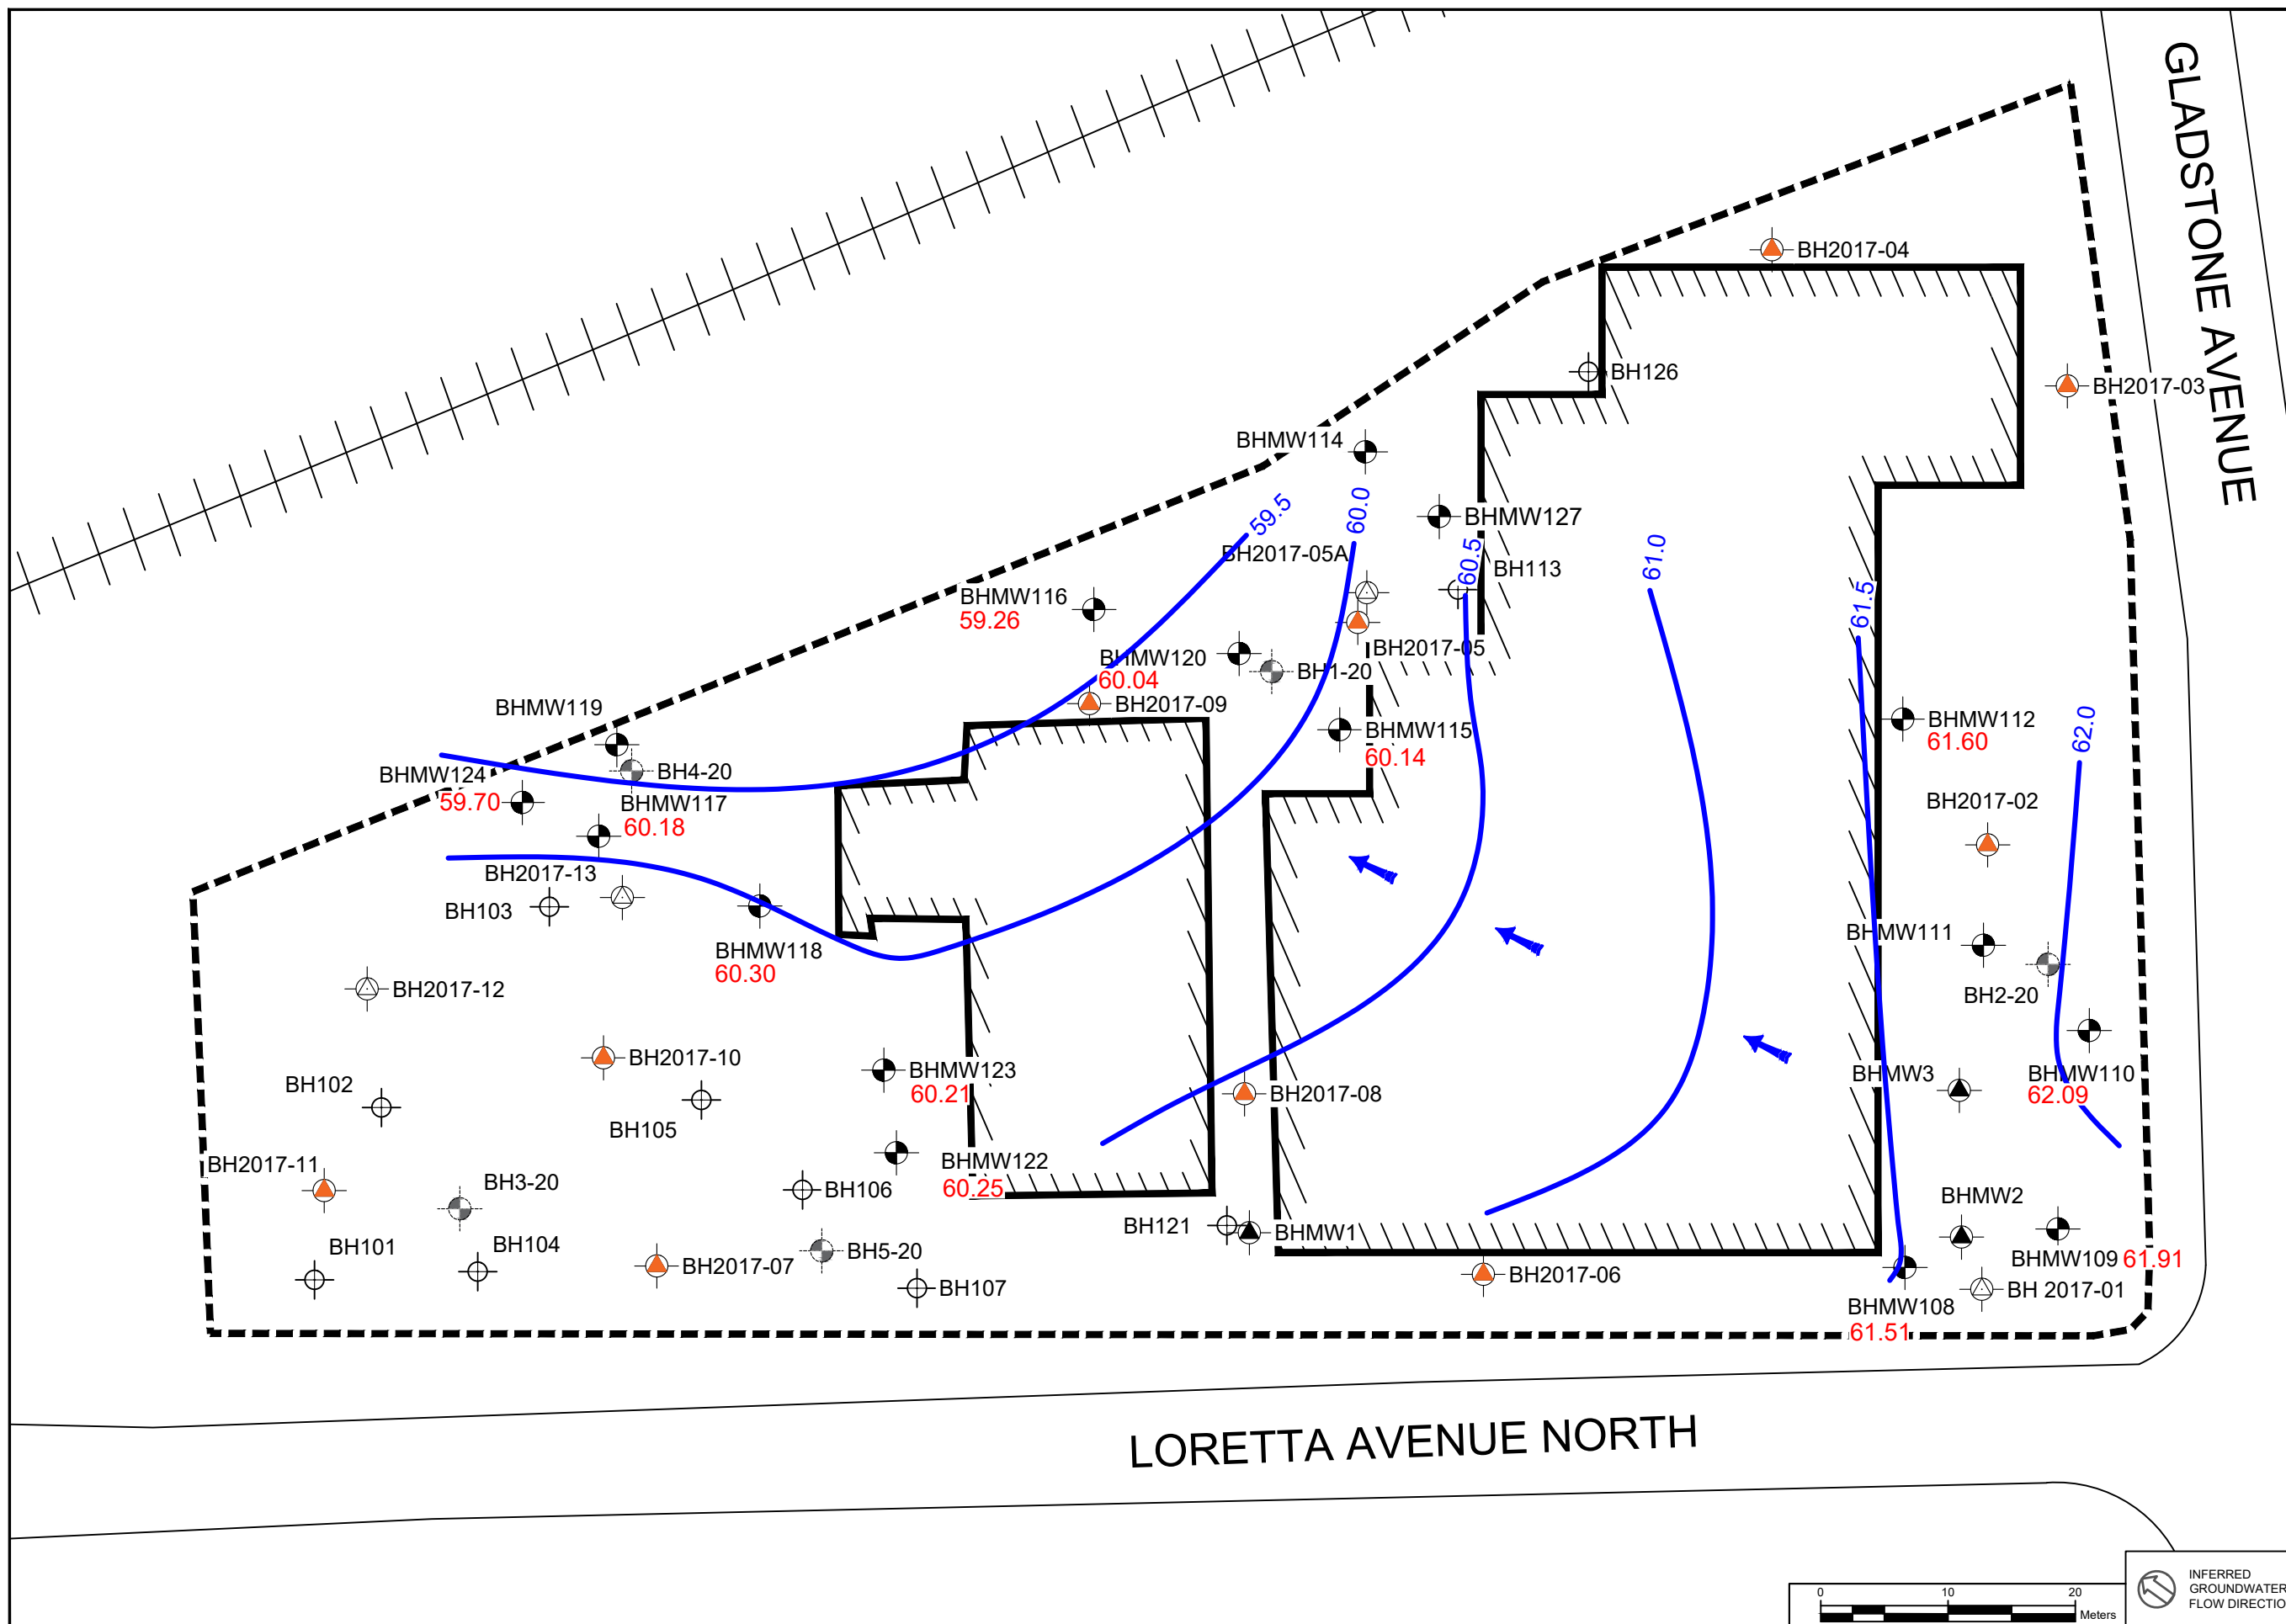 GLADSTONE AVENUE
BH2017-04
BH126
BH2017-03
BHMW114
59.5
60.0
BHMW127
BH2017-05A
60.5
BH113
61.0
61.5
BHMW116
59.26
BHMW120
60.04
BH2017-05
BH1-20
BH2017-09
BHMW119
BHMW115
60.14
BHMW112
61.60
62.0
BH4-20
BHMW124
59.70
BHMW117
60.18
BH2017-02
BH2017-13
BH103
BHMW118
60.30
BHMW111
BH2-20
BH2017-12
BH2017-10
BHMW123
60.21
BH102
BH2017-08
BHMW3
BHMW110
62.09
BH105
BH2017-11
BH3-20
BHMW122
60.25
BH106
BHMW2
BH121
BHMW1
BH101
BH104
BH5-20
BH2017-07
BH107
BH2017-06
BHMW109 61.91
BH 2017-01
BHMW108
61.51
LORETTA AVENUE NORTH
0 10 20
Meters
INFERRED
GROUNDWATER
FLOW DIRECTIO